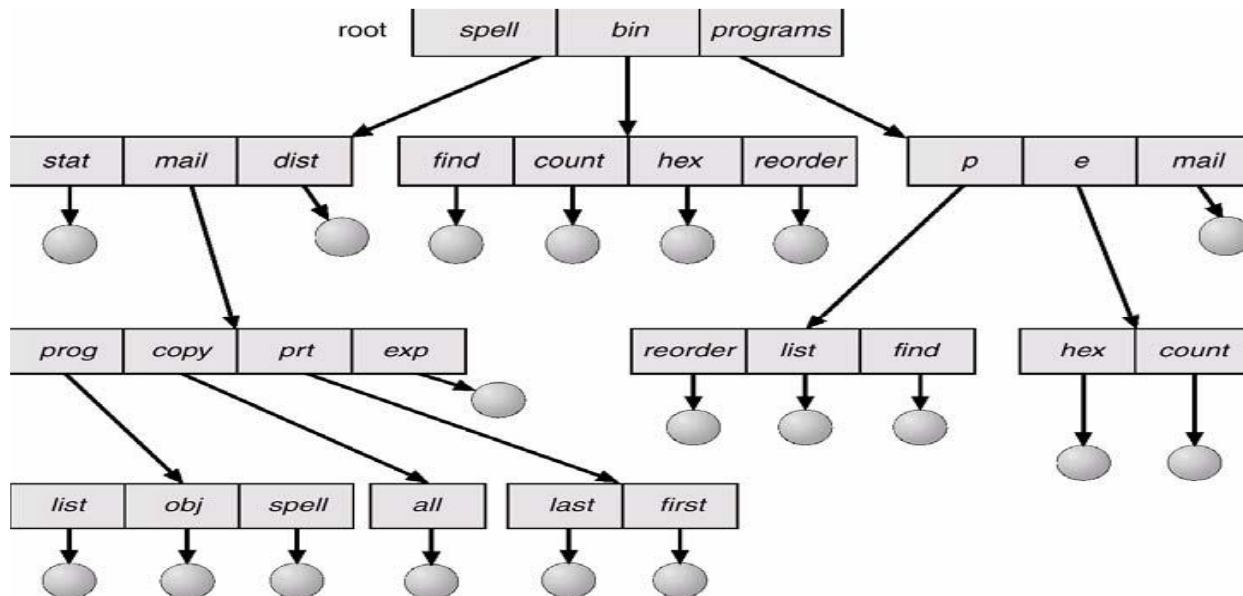 root spell bin programs
stat mail dist find count hex reorder p e mail
prog copy prt exp reorder list find hex count
list obj spell all last first